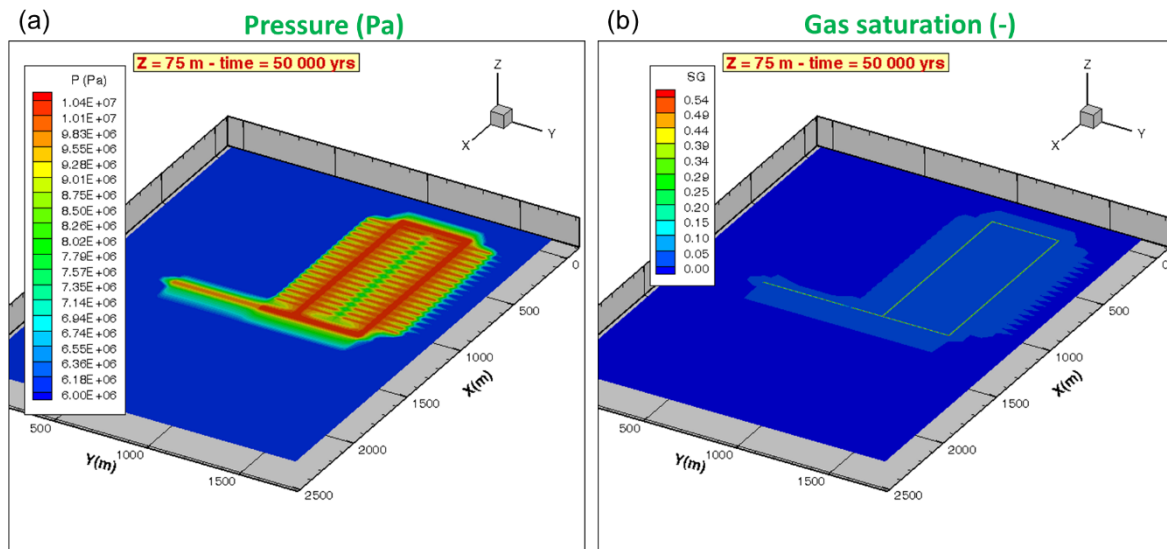 (a) Pressure (Pa)
Z = 75 m - time = 50 000 yrs
P (Pa)
1.04E+07
1.01E+07
9.83E+06
9.55E+06
9.28E+06
9.01E+06
8.75E+06
8.50E+06
8.26E+06
8.02E+06
7.79E+06
7.57E+06
7.35E+06
7.14E+06
6.94E+06
6.74E+06
6.55E+06
6.36E+06
6.18E+06
6.00E+06
Z
X
Y
0
500
1000
X(m)
1500
2000
2500
500
Y(m)
1000
1500
(b) Gas saturation (-)
Z = 75 m - time = 50 000 yrs
SG
0.54
0.49
0.44
0.39
0.34
0.29
0.25
0.20
0.15
0.10
0.05
0.00
Z
X
Y
0
500
1000
X(m)
1500
2000
2500
500
Y(m)
1000
1500